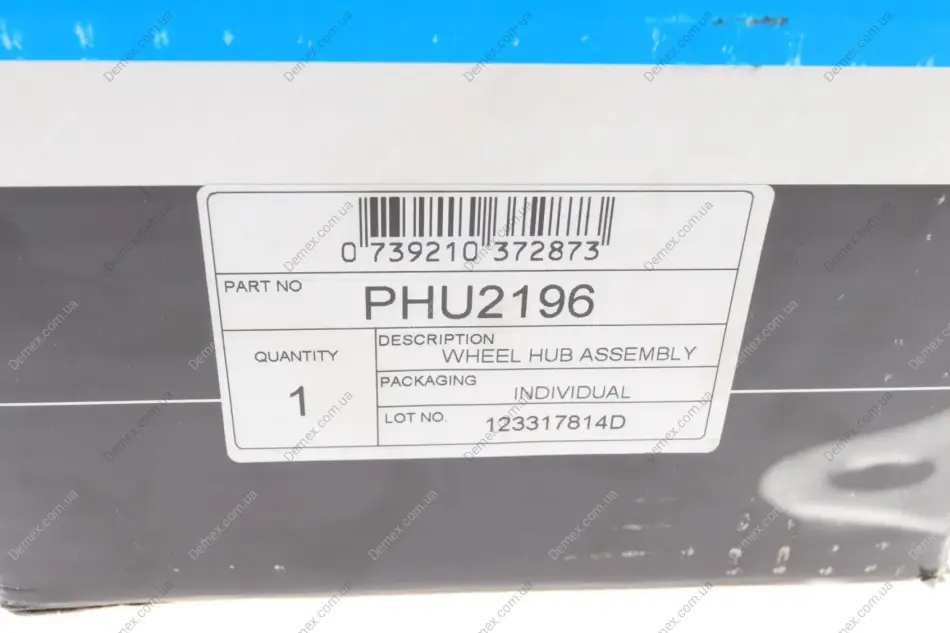 0 739210 372873
PART NO
PHU2196
QUANTITY
1
DESCRIPTION
WHEEL HUB ASSEMBLY
PACKAGING
INDIVIDUAL
LOT NO.
123317814D
Demex.com.ua